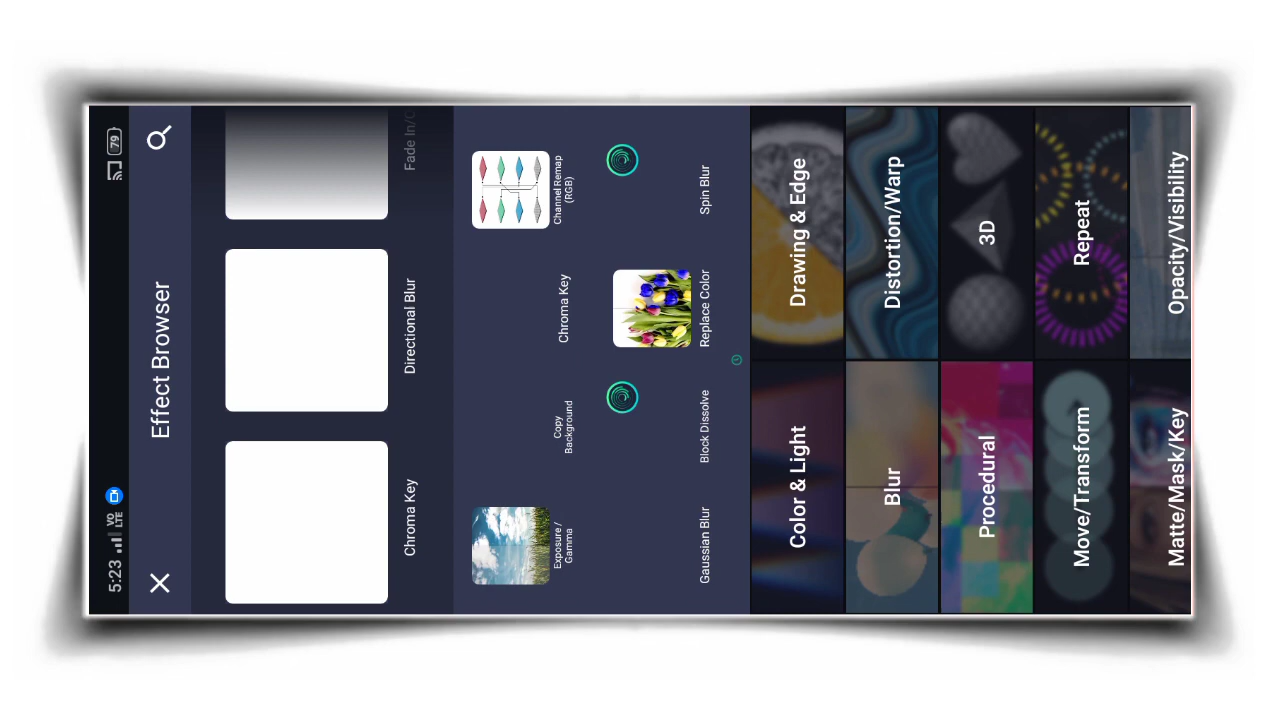 5:23
VO
LTE
79
Effect Browser
Chroma Key
Directional Blur
Fade In/
Exposure /
Gamma
Copy
Background
Chroma Key
Channel Remap
(RGB)
Gaussian Blur
Block Dissolve
Replace Color
Spin Blur
Color & Light
Drawing & Edge
Blur
Distortion/Warp
Procedural
3D
Move/Transform
Repeat
Matte/Mask/Key
Opacity/Visibility